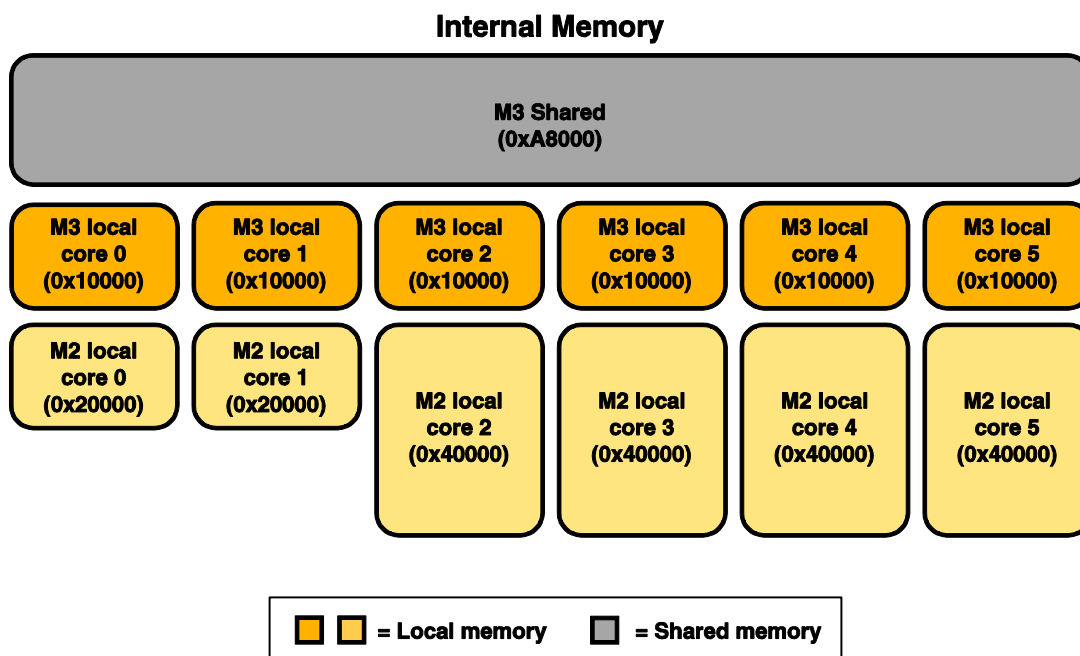 Internal Memory
M3 Shared
(0xA8000)
M3 local
core 0
(0x10000)
M3 local
core 1
(0x10000)
M3 local
core 2
(0x10000)
M3 local
core 3
(0x10000)
M3 local
core 4
(0x10000)
M3 local
core 5
(0x10000)
M2 local
core 0
(0x20000)
M2 local
core 1
(0x20000)
M2 local
core 2
(0x40000)
M2 local
core 3
(0x40000)
M2 local
core 4
(0x40000)
M2 local
core 5
(0x40000)
= Local memory
= Shared memory